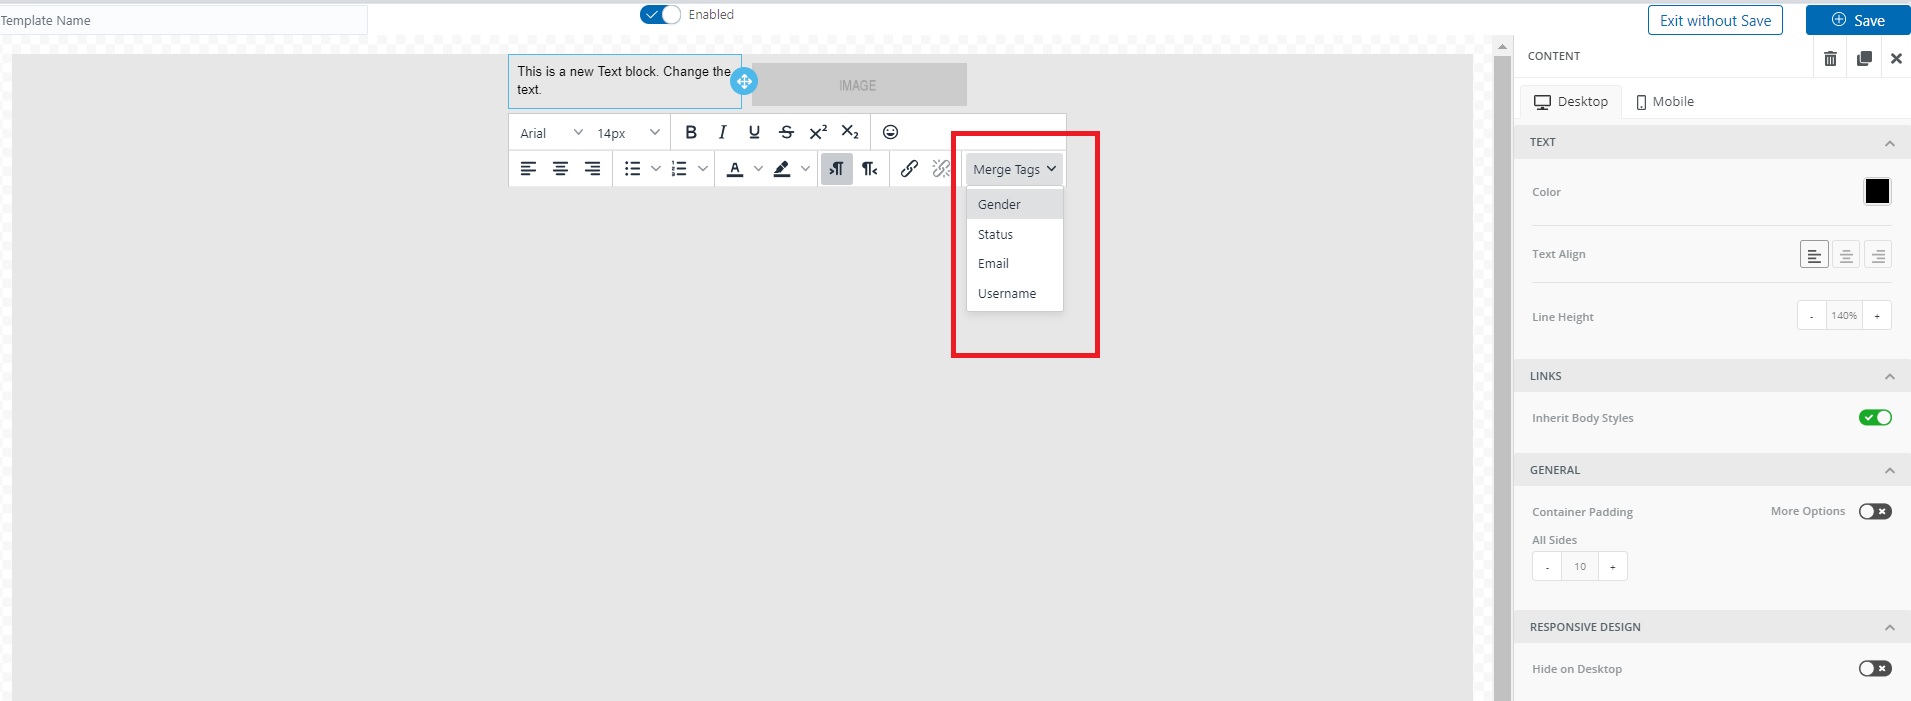 Template Name
Enabled
Exit without Save
Save
This is a new Text block. Change the
text.
IMAGE
Arial
14px
B I U S X² X₂
A
Merge Tags
Gender
Status
Email
Username
CONTENT
Desktop
Mobile
TEXT
Color
Text Align
Line Height
- 140% +
LINKS
Inherit Body Styles
GENERAL
Container Padding
More Options
All Sides
- 10 +
RESPONSIVE DESIGN
Hide on Desktop